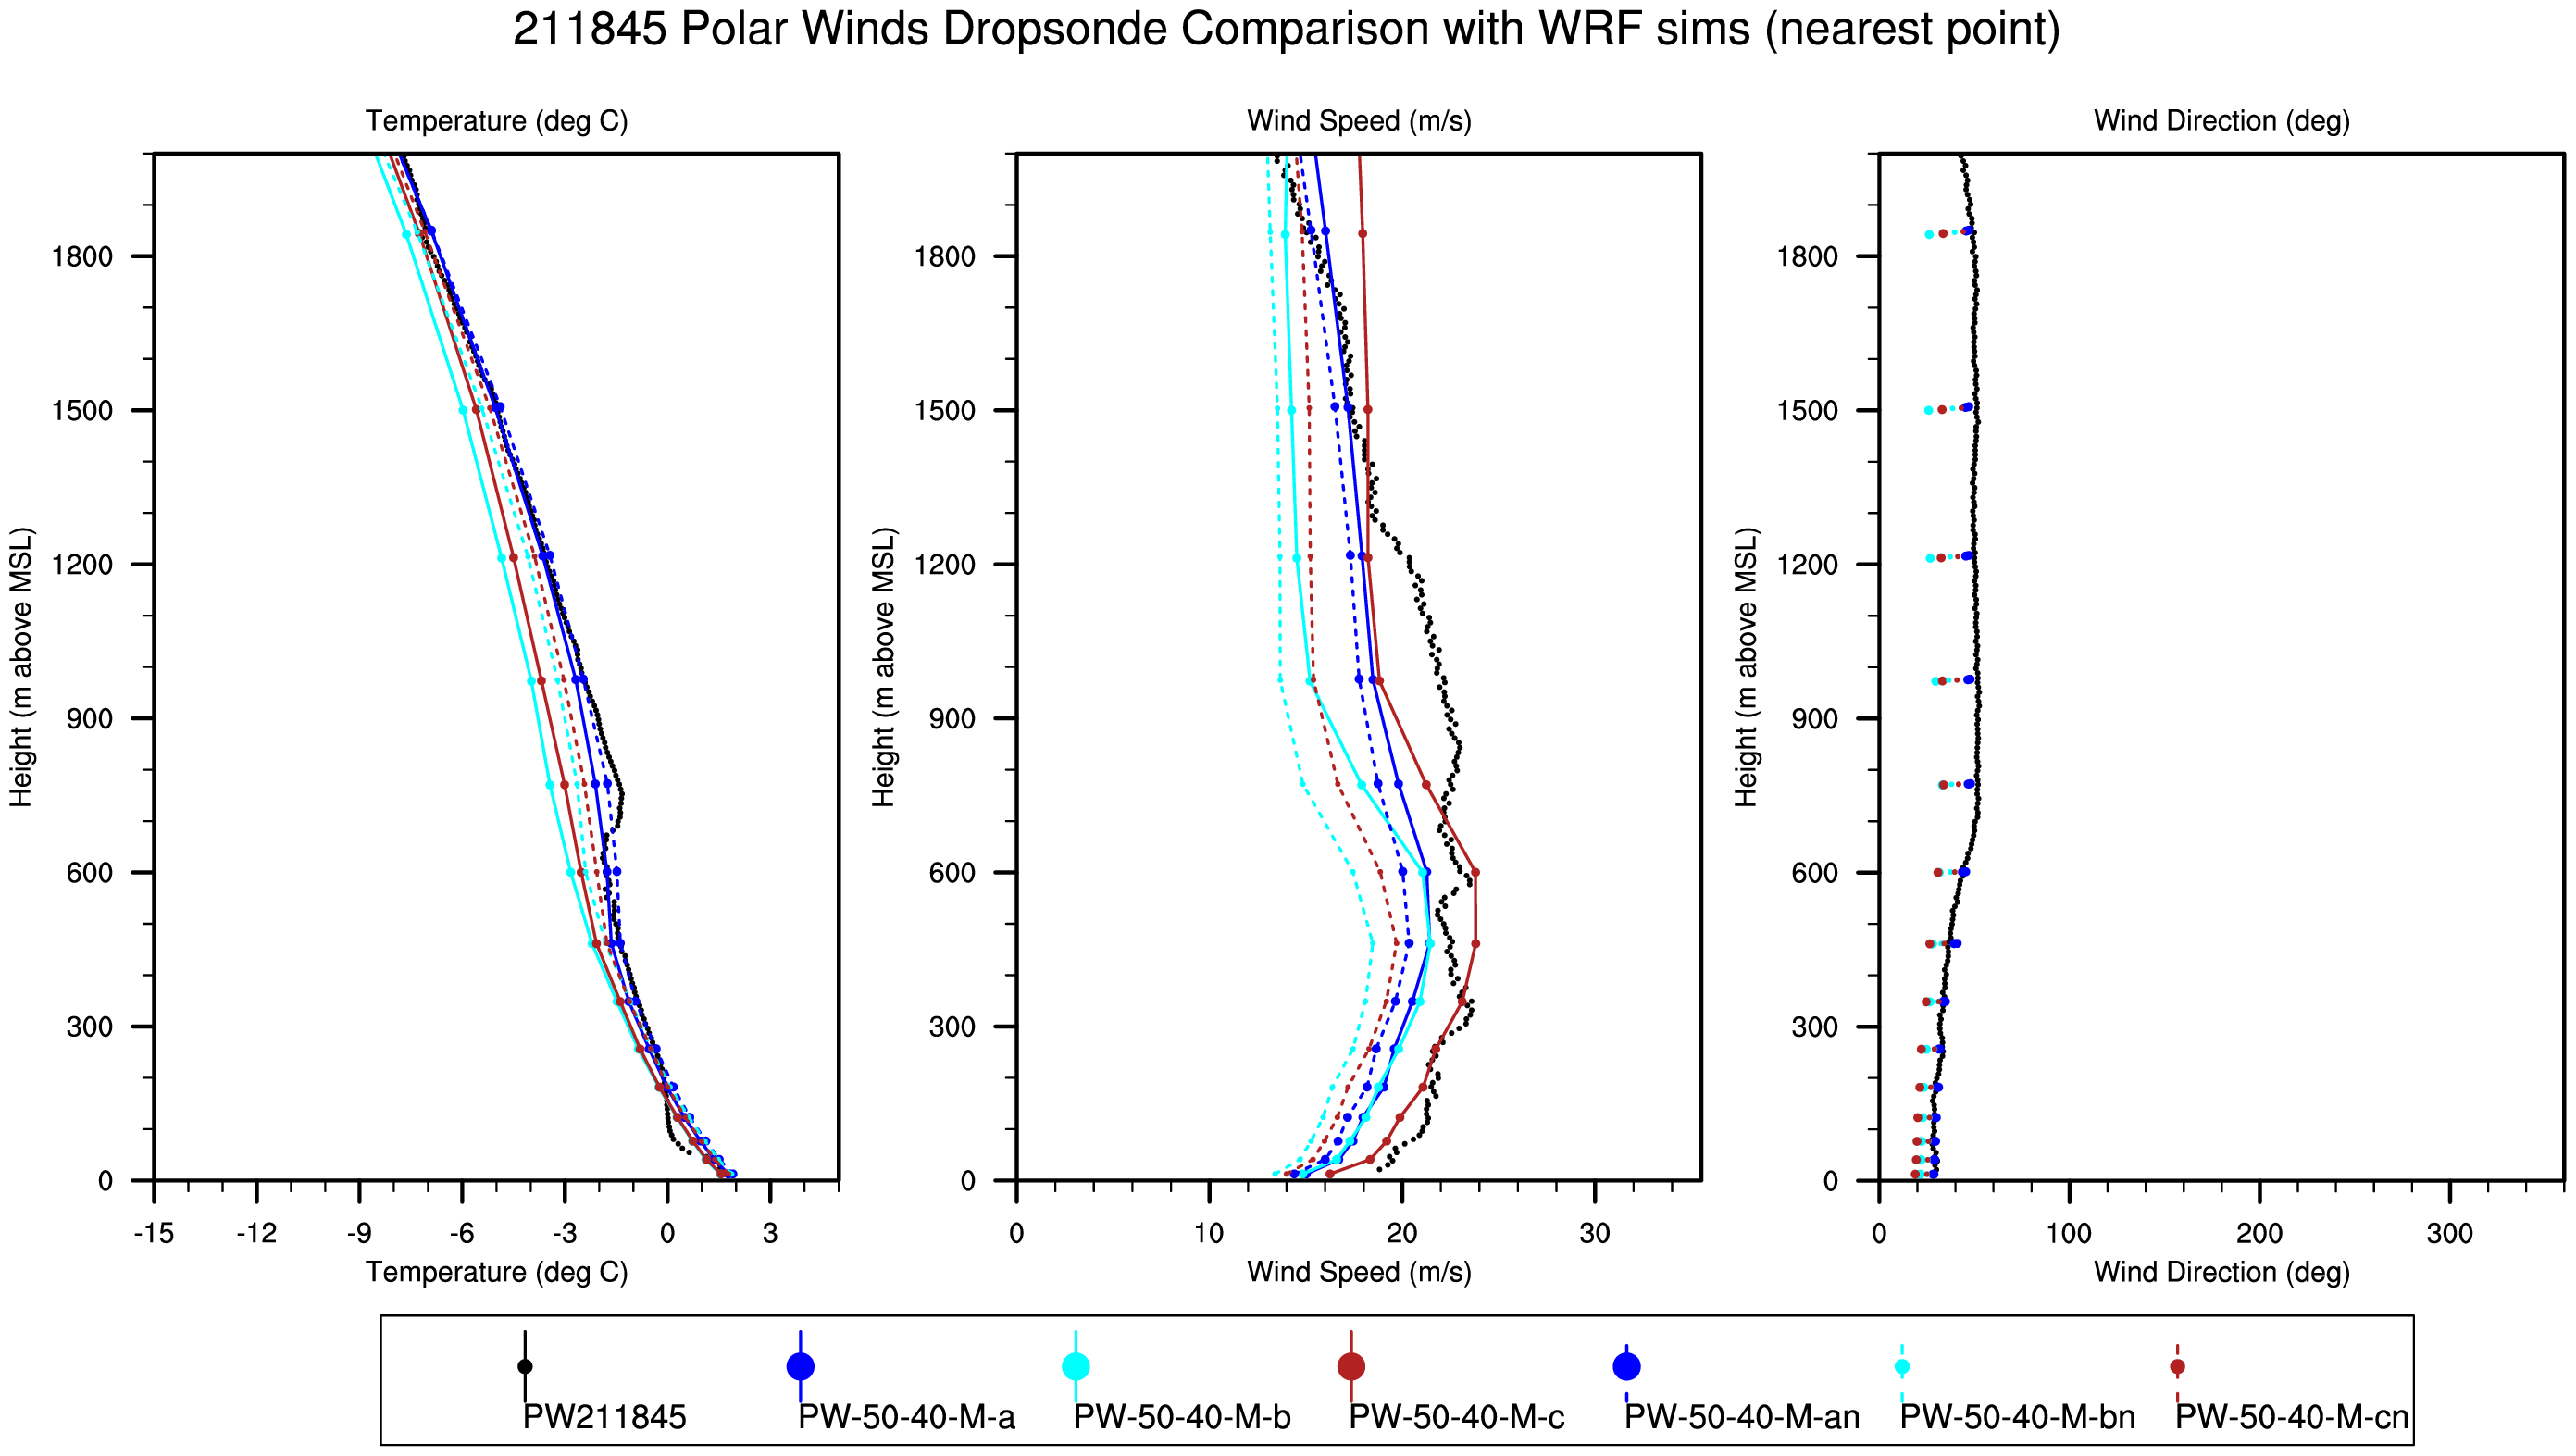 211845 Polar Winds Dropsonde Comparison with WRF sims (nearest point)
Temperature (deg C)
Wind Speed (m/s)
Wind Direction (deg)
Height (m above MSL)
1800
1500
1200
900
600
300
0
-15 -12 -9 -6 -3 0 3
Temperature (deg C)
Height (m above MSL)
1800
1500
1200
900
600
300
0
0 10 20 30
Wind Speed (m/s)
Height (m above MSL)
1800
1500
1200
900
600
300
0
0 100 200 300
Wind Direction (deg)
PW211845 PW-50-40-M-a PW-50-40-M-b PW-50-40-M-c PW-50-40-M-an PW-50-40-M-bn PW-50-40-M-cn